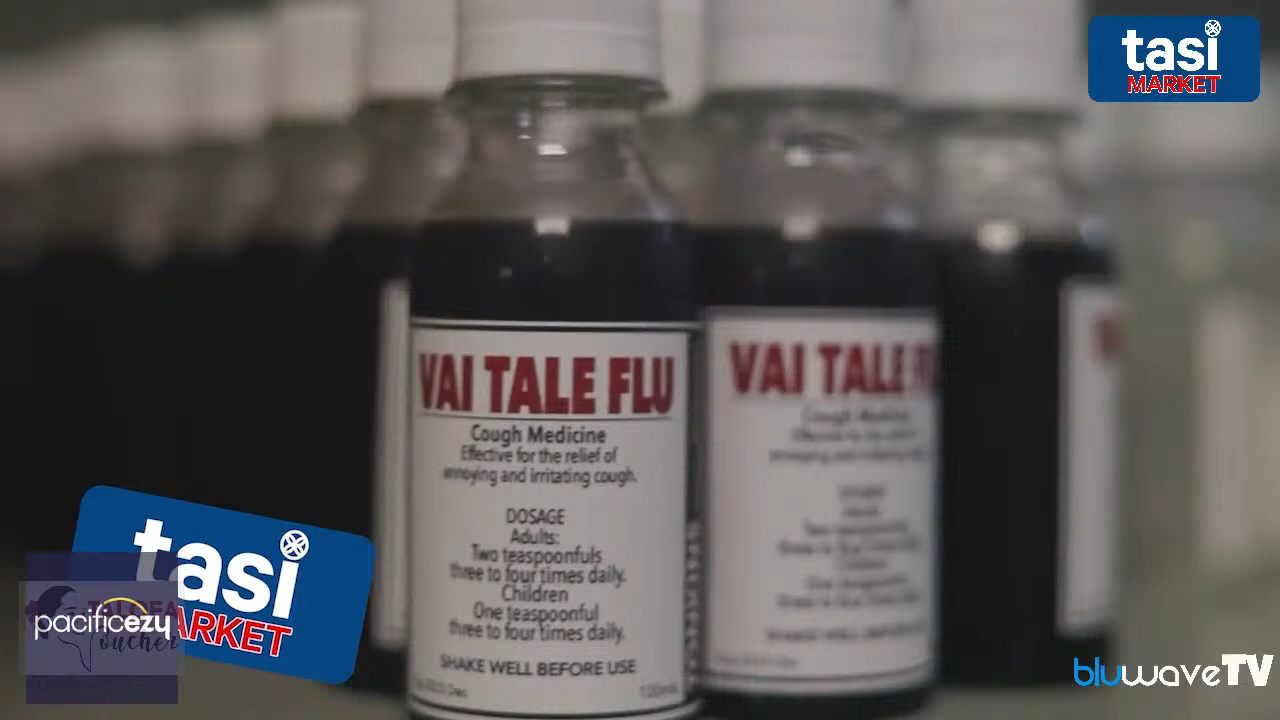 tasi
MARKET
VAI TALE FLU
Cough Medicine
Effective for the relief of
annoying and irritating cough.
DOSAGE
Adults:
Two teaspoonfuls
three to four times daily.
Children
One teaspoonful
three to four times daily.
SHAKE WELL BEFORE USE
VAI TALE
Cough Medicine
tasi
MARKET
pacificezy
Voucher
bluwaveTV